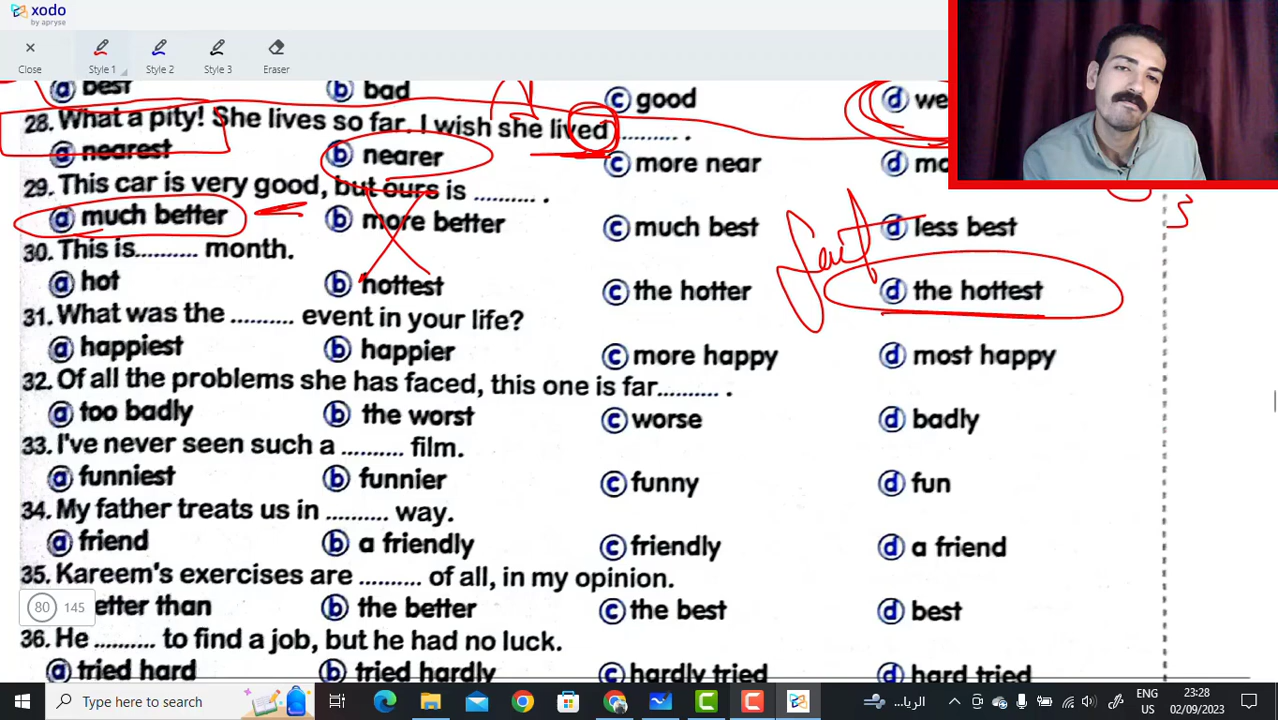 xodo
by apryse
Close
Style 1
Style 2
Style 3
Eraser
a best
b bad
c good
d we
28. What a pity! She lives so far. I wish she lived .......... .
a nearest
b nearer
c more near
d mo
29. This car is very good, but ours is .......... .
a much better
b more better
c much best
d less best
30. This is.......... month.
a hot
b hottest
c the hotter
d the hottest
31. What was the .......... event in your life?
a happiest
b happier
c more happy
d most happy
32. Of all the problems she has faced, this one is far.......... .
a too badly
b the worst
c worse
d badly
33. I've never seen such a .......... film.
a funniest
b funnier
c funny
d fun
34. My father treats us in .......... way.
a friend
b a friendly
c friendly
d a friend
35. Kareem's exercises are .......... of all, in my opinion.
80 145
etter than
b the better
c the best
d best
36. He .......... to find a job, but he had no luck.
a tried hard
b tried hardly
c hardly tried
d hard tried
Type here to search
الريا...
ENG
US
23:28
02/09/2023